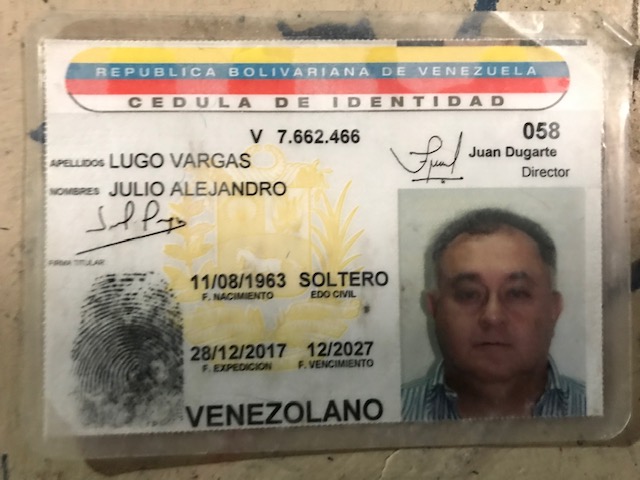 REPUBLICA BOLIVARIANA DE VENEZUELA
CEDULA DE IDENTIDAD
V 7.662.466
058
Juan Dugarte
Director
APELLIDOS LUGO VARGAS
NOMBRES JULIO ALEJANDRO
FIRMA TITULAR
11/08/1963 SOLTERO
F. NACIMIENTO EDO CIVIL
28/12/2017 12/2027
F. EXPEDICION F. VENCIMIENTO
VENEZOLANO